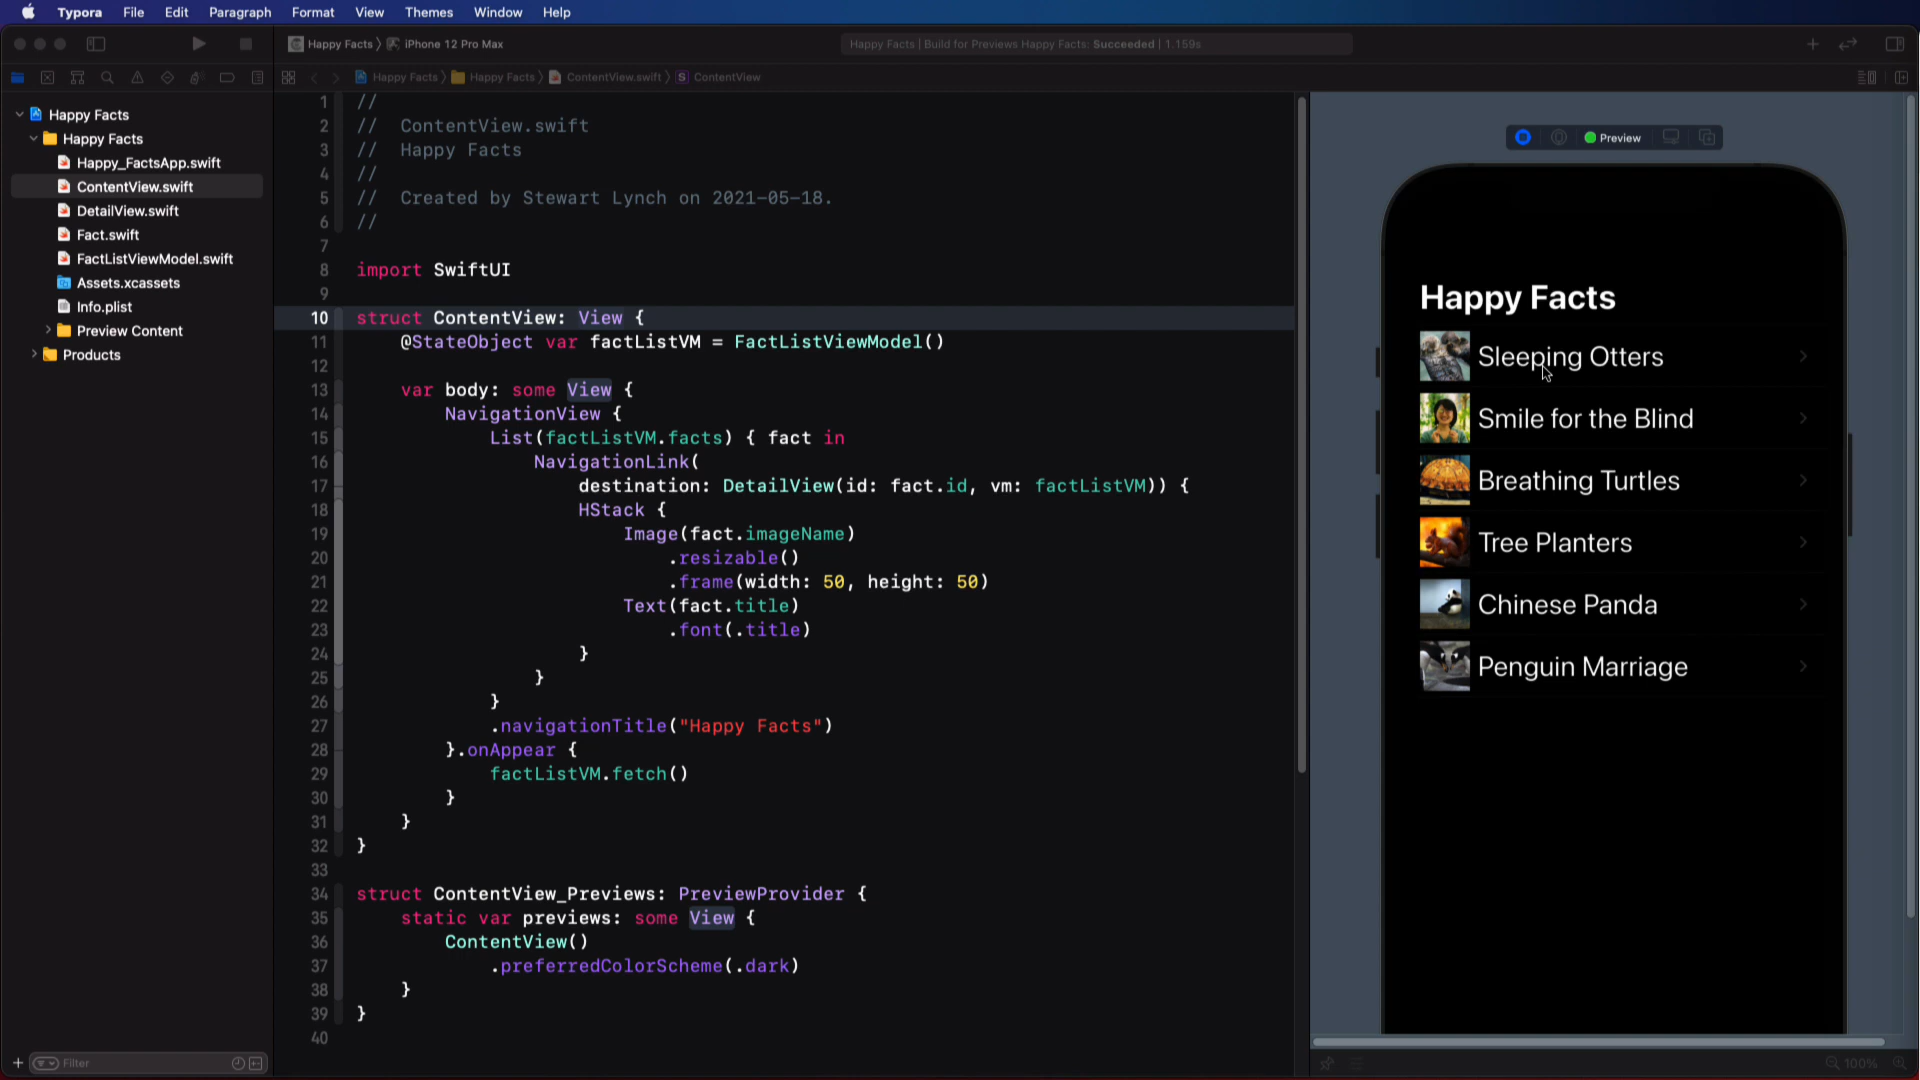 Typora File Edit Paragraph Format View Themes Window Help
Happy Facts iPhone 12 Pro Max
Happy Facts | Build for Previews Happy Facts: Succeeded | 1.159s
Happy Facts Happy Facts ContentView.swift S ContentView
Happy Facts
Happy Facts
Happy_FactsApp.swift
ContentView.swift
DetailView.swift
Fact.swift
FactListViewModel.swift
Assets.xcassets
Info.plist
Preview Content
Products
Filter
1 //
2 //  ContentView.swift
3 //  Happy Facts
4 //
5 //  Created by Stewart Lynch on 2021-05-18.
6 //
7
8 import SwiftUI
9
10 struct ContentView: View {
11     @StateObject var factListVM = FactListViewModel()
12
13     var body: some View {
14         NavigationView {
15             List(factListVM.facts) { fact in
16                 NavigationLink(
17                     destination: DetailView(id: fact.id, vm: factListVM)) {
18                     HStack {
19                         Image(fact.imageName)
20                             .resizable()
21                             .frame(width: 50, height: 50)
22                         Text(fact.title)
23                             .font(.title)
24                     }
25                 }
26             }
27             .navigationTitle("Happy Facts")
28         }.onAppear {
29             factListVM.fetch()
30         }
31     }
32 }
33
34 struct ContentView_Previews: PreviewProvider {
35     static var previews: some View {
36         ContentView()
37             .preferredColorScheme(.dark)
38     }
39 }
40
Preview
Happy Facts
Sleeping Otters
Smile for the Blind
Breathing Turtles
Tree Planters
Chinese Panda
Penguin Marriage
100%